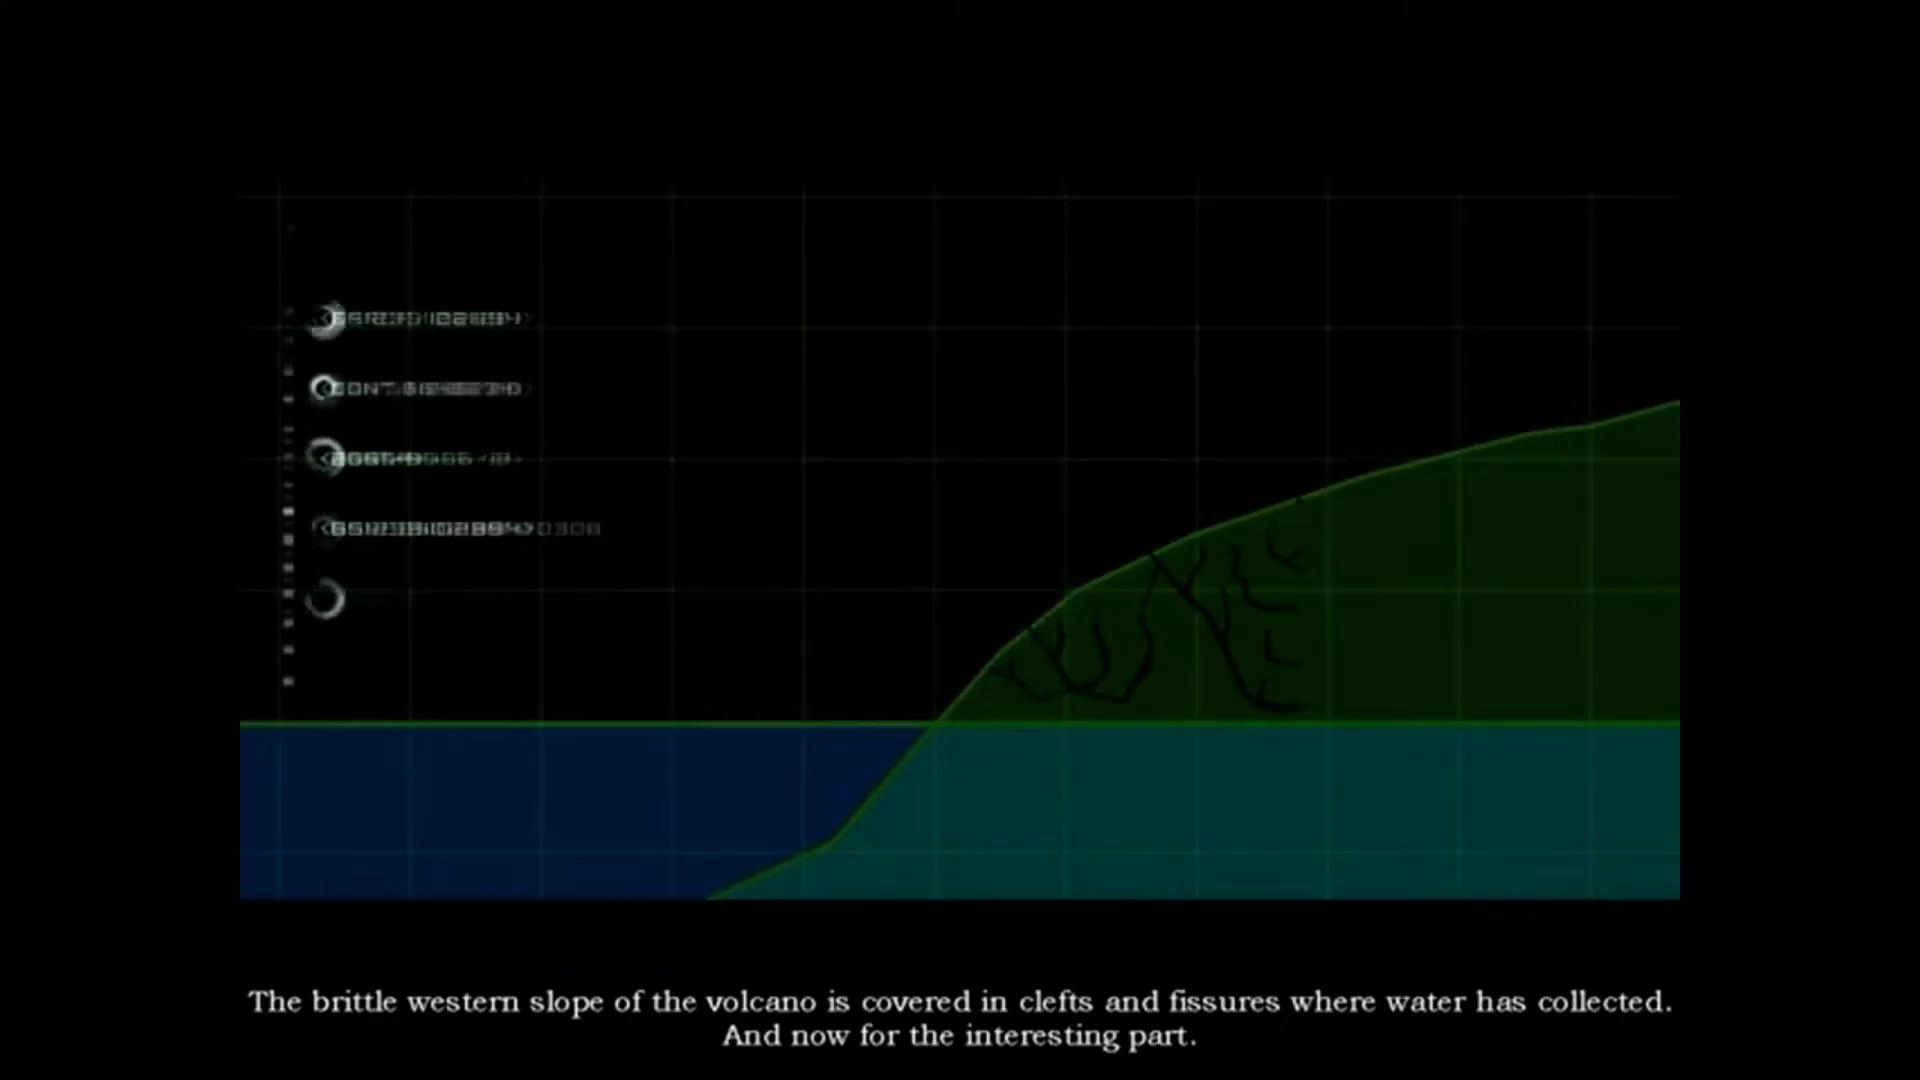 The brittle western slope of the volcano is covered in clefts and fissures where water has collected.
And now for the interesting part.